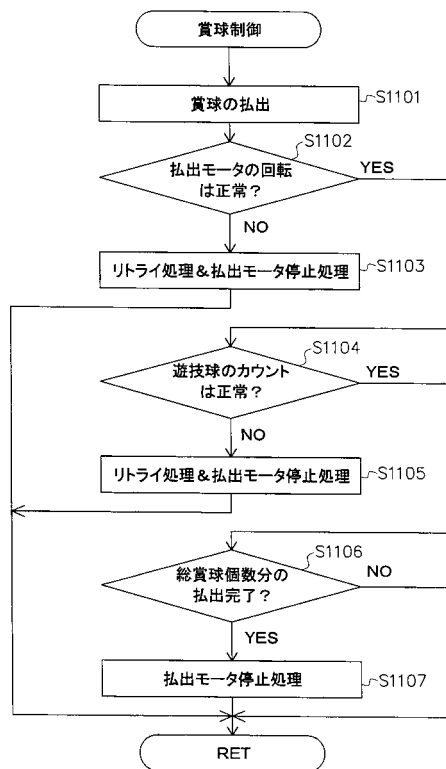 賞球制御
賞球の払出
S1101
S1102
払出モータの回転
は正常?
YES
NO
リトライ処理&払出モータ停止処理
S1103
S1104
遊技球のカウント
は正常?
YES
NO
リトライ処理&払出モータ停止処理
S1105
S1106
総賞球個数分の
払出完了?
NO
YES
払出モータ停止処理
S1107
RET